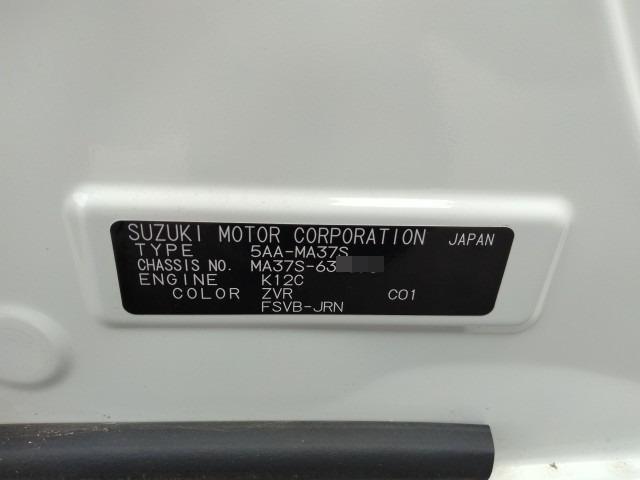 SUZUKI MOTOR CORPORATION JAPAN
TYPE 5AA-MA37S
CHASSIS NO. MA37S-63
ENGINE K12C
COLOR ZVR C01
FSVB-JRN